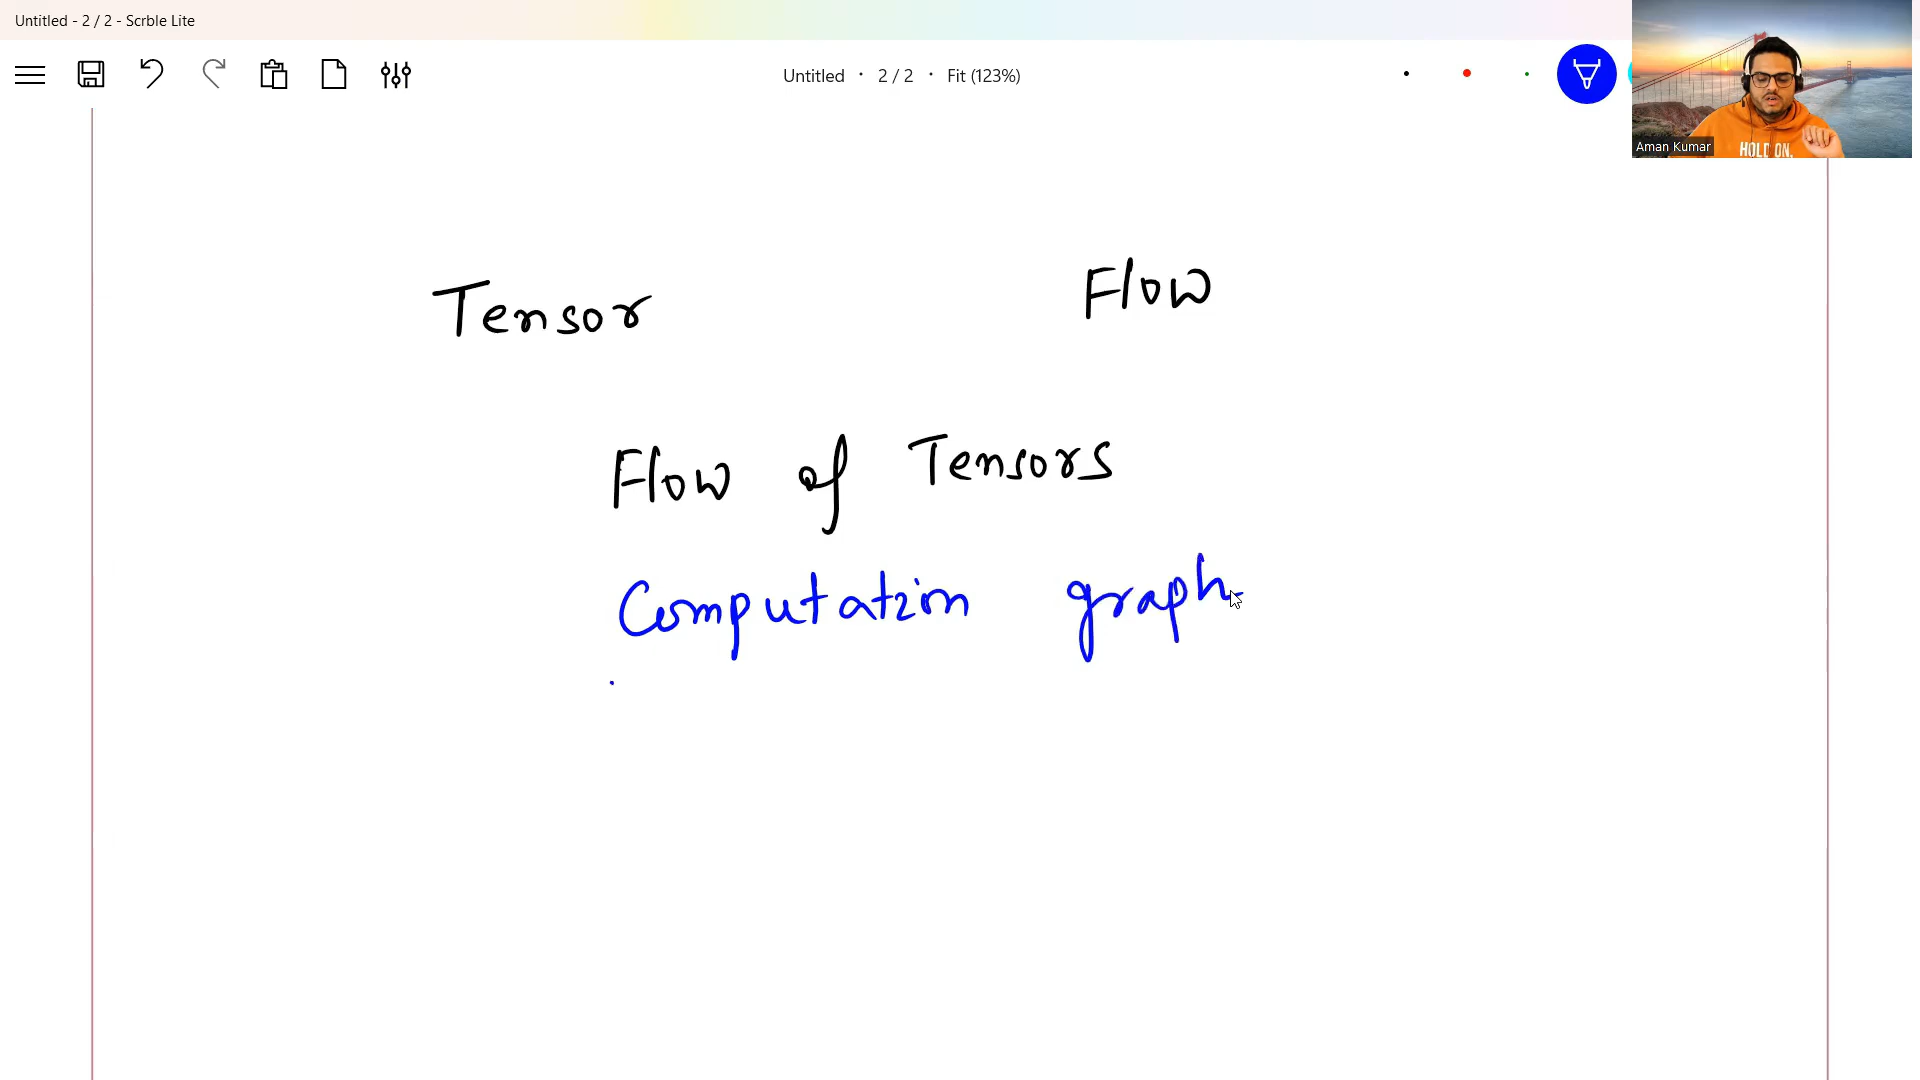 Untitled - 2 / 2 - Scrble Lite
Untitled • 2 / 2 • Fit (123%)
Aman Kumar
HOLD ON.
Tensor Flow
Flow of Tensors
Computation graph